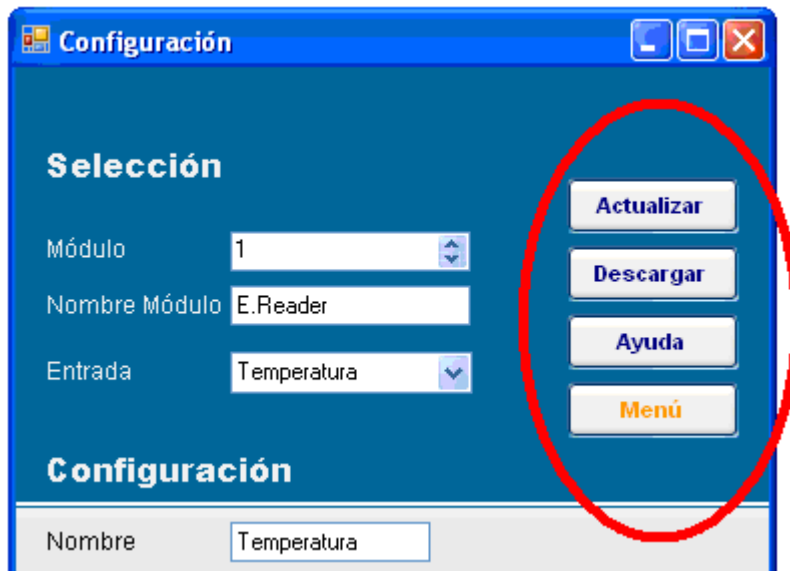 Configuración
Selección
Actualizar
Módulo 1
Descargar
Nombre Módulo E.Reader
Ayuda
Entrada Temperatura
Menú
Configuración
Nombre Temperatura